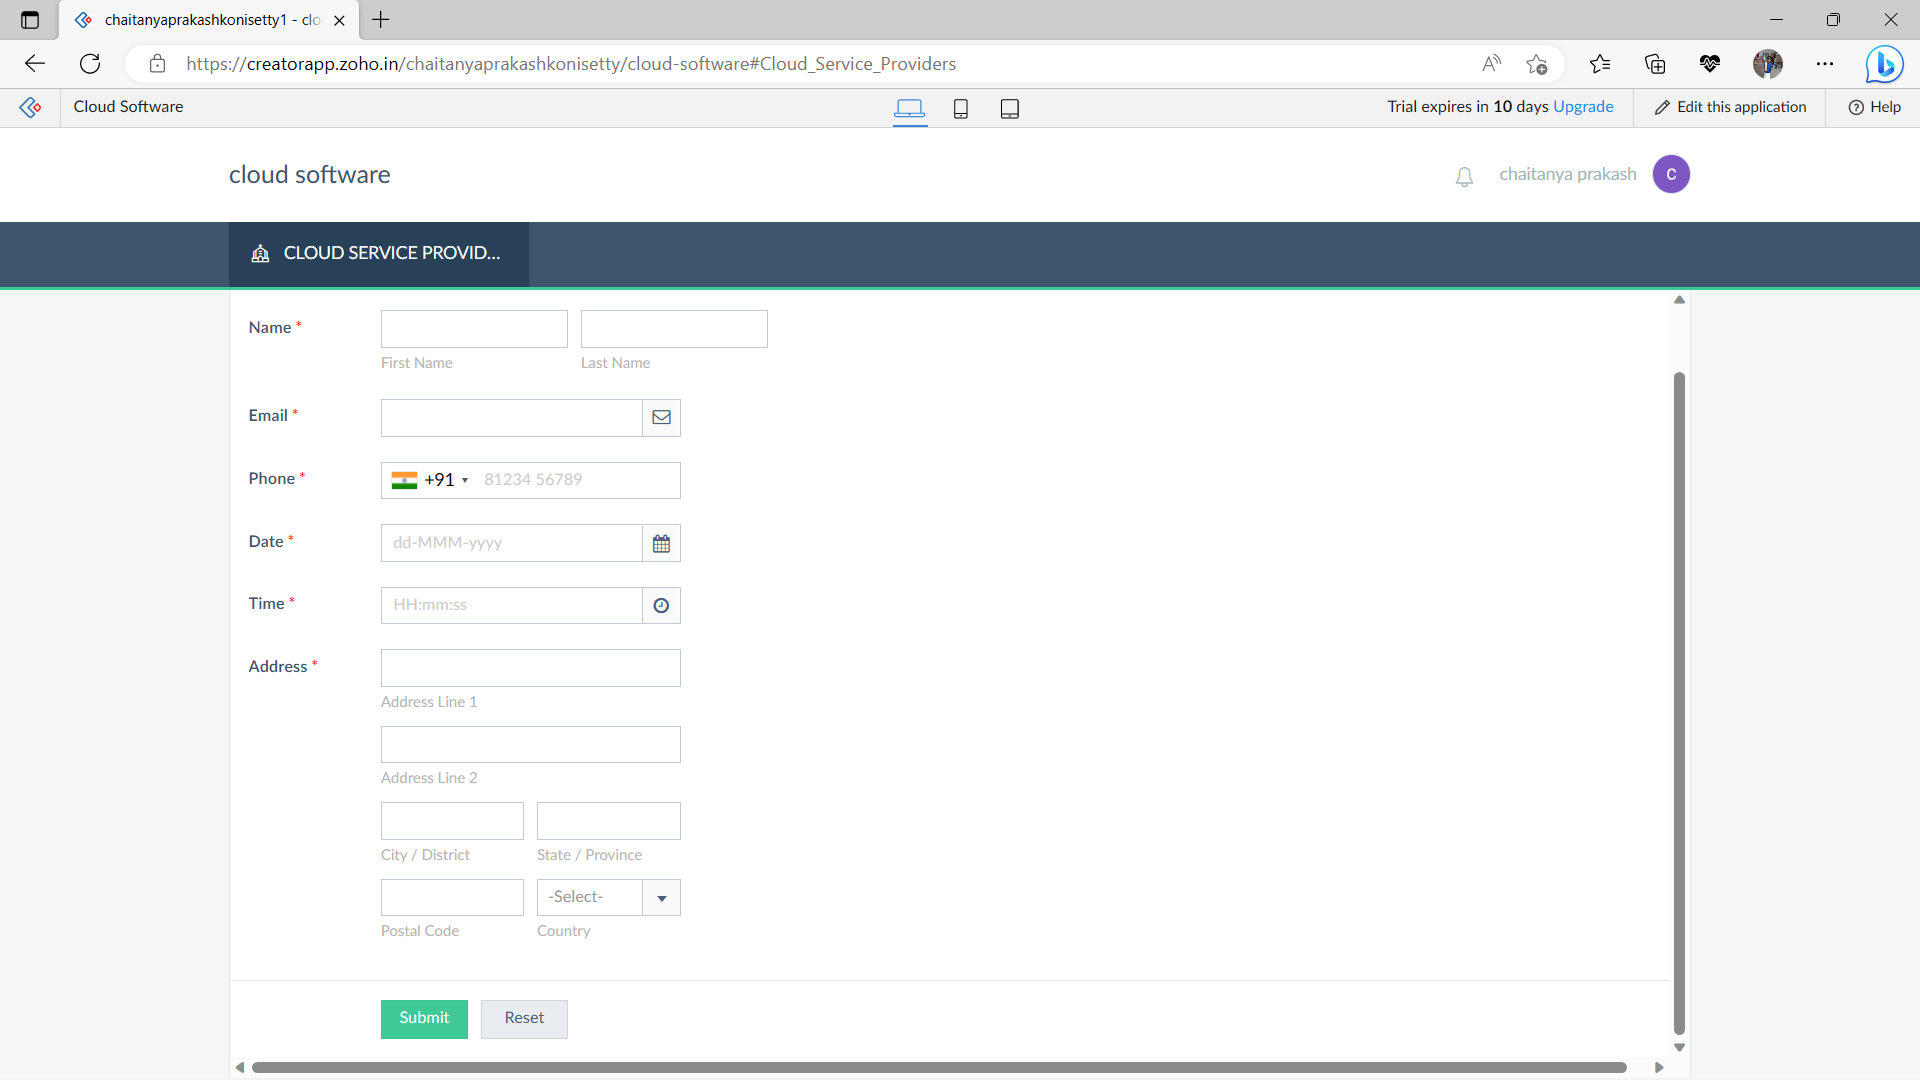 chaitanyaprakashkonisetty1 - clo
https://creatorapp.zoho.in/chaitanyaprakashkonisetty/cloud-software#Cloud_Service_Providers
Cloud Software
Trial expires in 10 days Upgrade
Edit this application
Help
cloud software
chaitanya prakash
C
CLOUD SERVICE PROVID...
Name *
First Name
Last Name
Email *
Phone *
+91
81234 56789
Date *
dd-MMM-yyyy
Time *
HH:mm:ss
Address *
Address Line 1
Address Line 2
City / District
State / Province
-Select-
Postal Code
Country
Submit
Reset